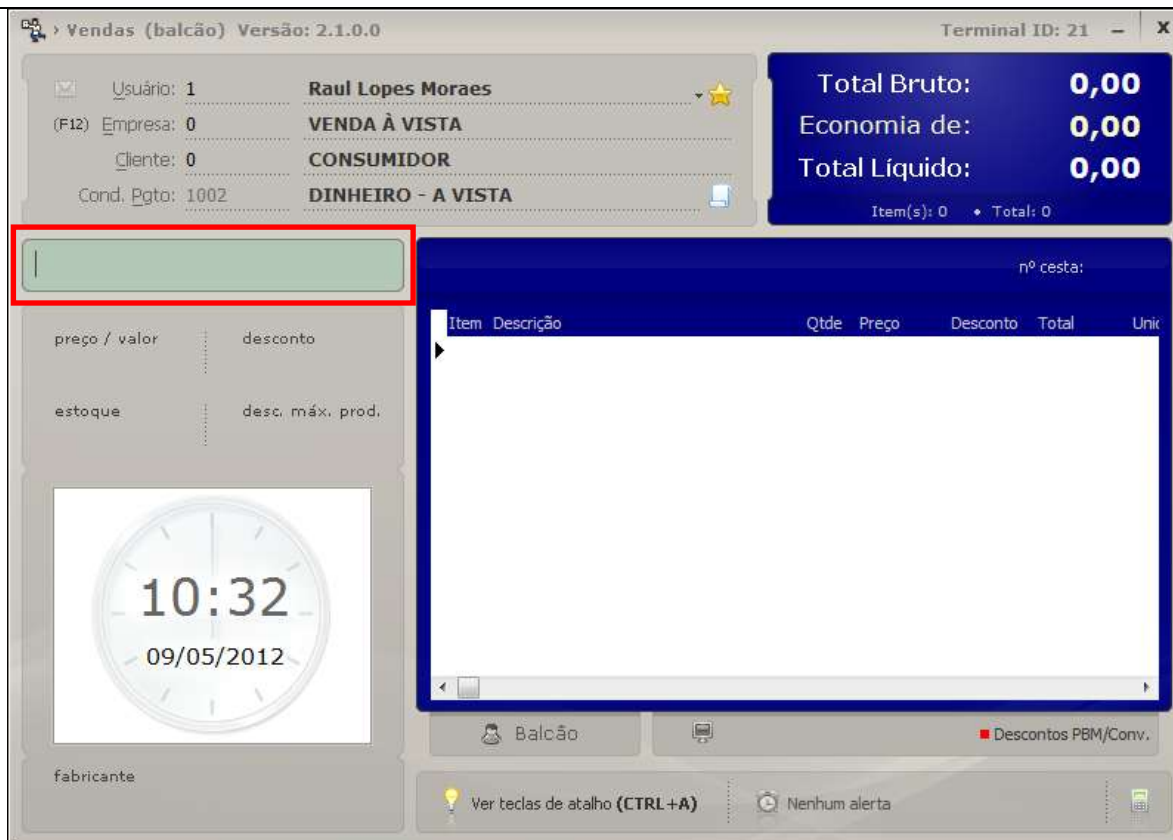 › Vendas (balcão) Versão: 2.1.0.0
Terminal ID: 21
Usuário: 1 Raul Lopes Moraes
(F12) Empresa: 0 VENDA À VISTA
Cliente: 0 CONSUMIDOR
Cond. Pgto: 1002 DINHEIRO - A VISTA
Total Bruto: 0,00
Economia de: 0,00
Total Líquido: 0,00
Item(s): 0 • Total: 0
nº cesta:
Item Descrição Qtde Preço Desconto Total Unid
preço / valor desconto
estoque desc. máx. prod.
10:32
09/05/2012
fabricante
Balcão
Descontos PBM/Conv.
Ver teclas de atalho (CTRL+A)
Nenhum alerta